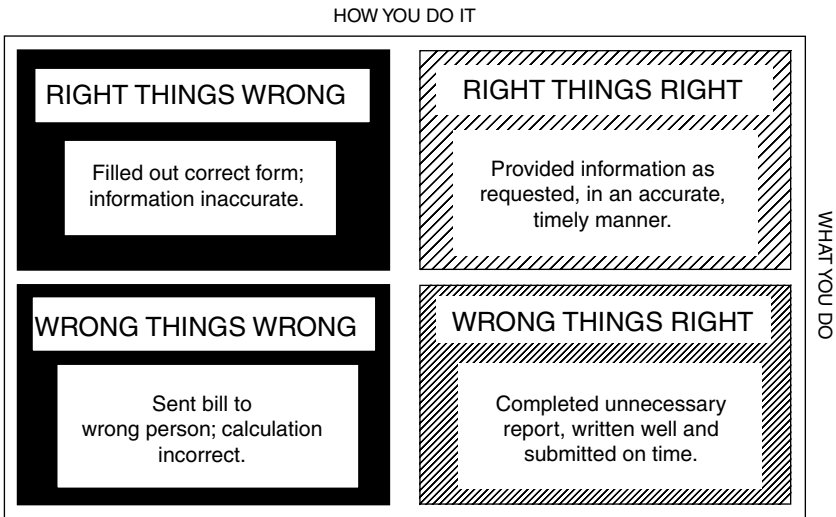 HOW YOU DO IT
RIGHT THINGS WRONG
Filled out correct form;
information inaccurate.
RIGHT THINGS RIGHT
Provided information as
requested, in an accurate,
timely manner.
WRONG THINGS WRONG
Sent bill to
wrong person; calculation
incorrect.
WRONG THINGS RIGHT
Completed unnecessary
report, written well and
submitted on time.
WHAT YOU DO